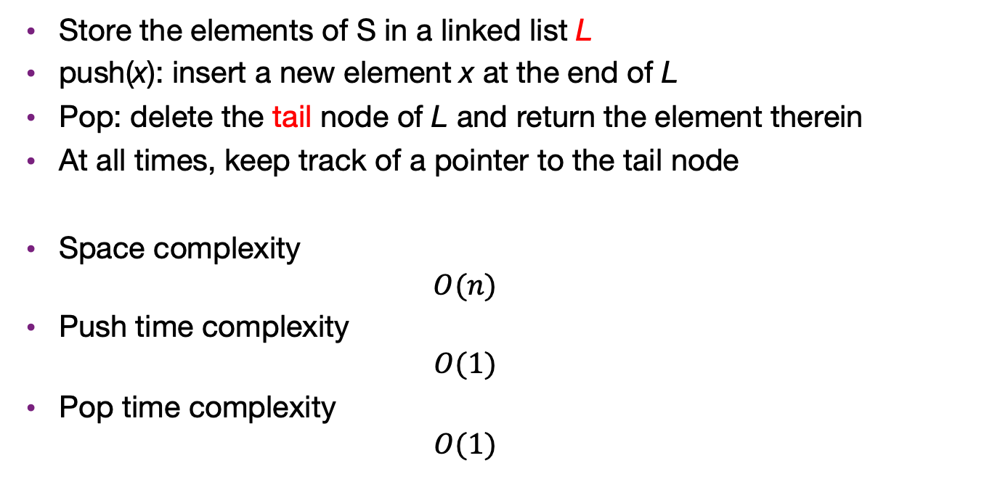 • Store the elements of S in a linked list L
• push(x): insert a new element x at the end of L
• Pop: delete the tail node of L and return the element therein
• At all times, keep track of a pointer to the tail node
• Space complexity
O(n)
• Push time complexity
O(1)
• Pop time complexity
O(1)